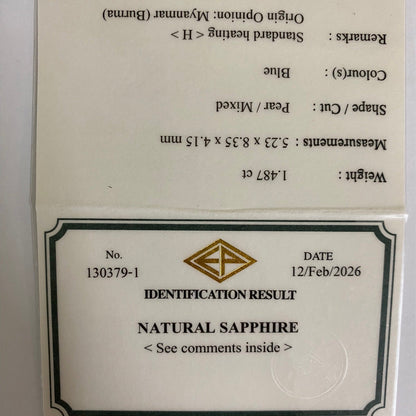 Weight : 1.487 ct
Measurements : 5.23 x 8.35 x 4.15 mm
Shape / Cut : Pear / Mixed
Colour(s) : Blue
Remarks : Standard heating < H >
Origin Opinion: Myanmar (Burma)
No. DATE
130379-1 12/Feb/2026
IDENTIFICATION RESULT
NATURAL SAPPHIRE
< See comments inside >